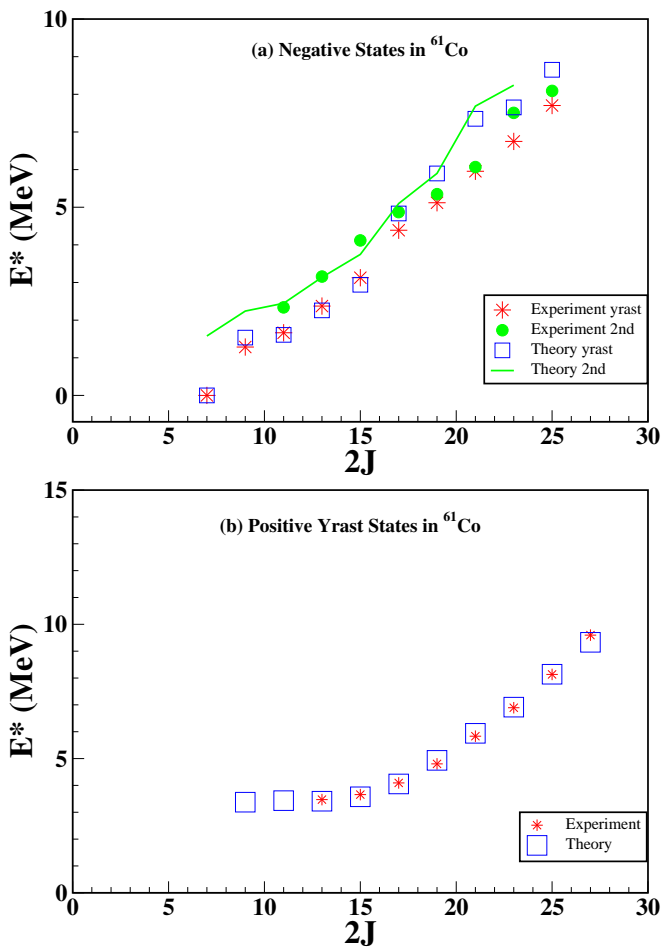 10
(a) Negative States in ⁶¹Co
E* (MeV)
5
Experiment yrast
Experiment 2nd
Theory yrast
Theory 2nd
0
0 5 10 15 20 25 30
2J
15
(b) Positive Yrast States in ⁶¹Co
10
E* (MeV)
5
Experiment
Theory
0
0 5 10 15 20 25 30
2J